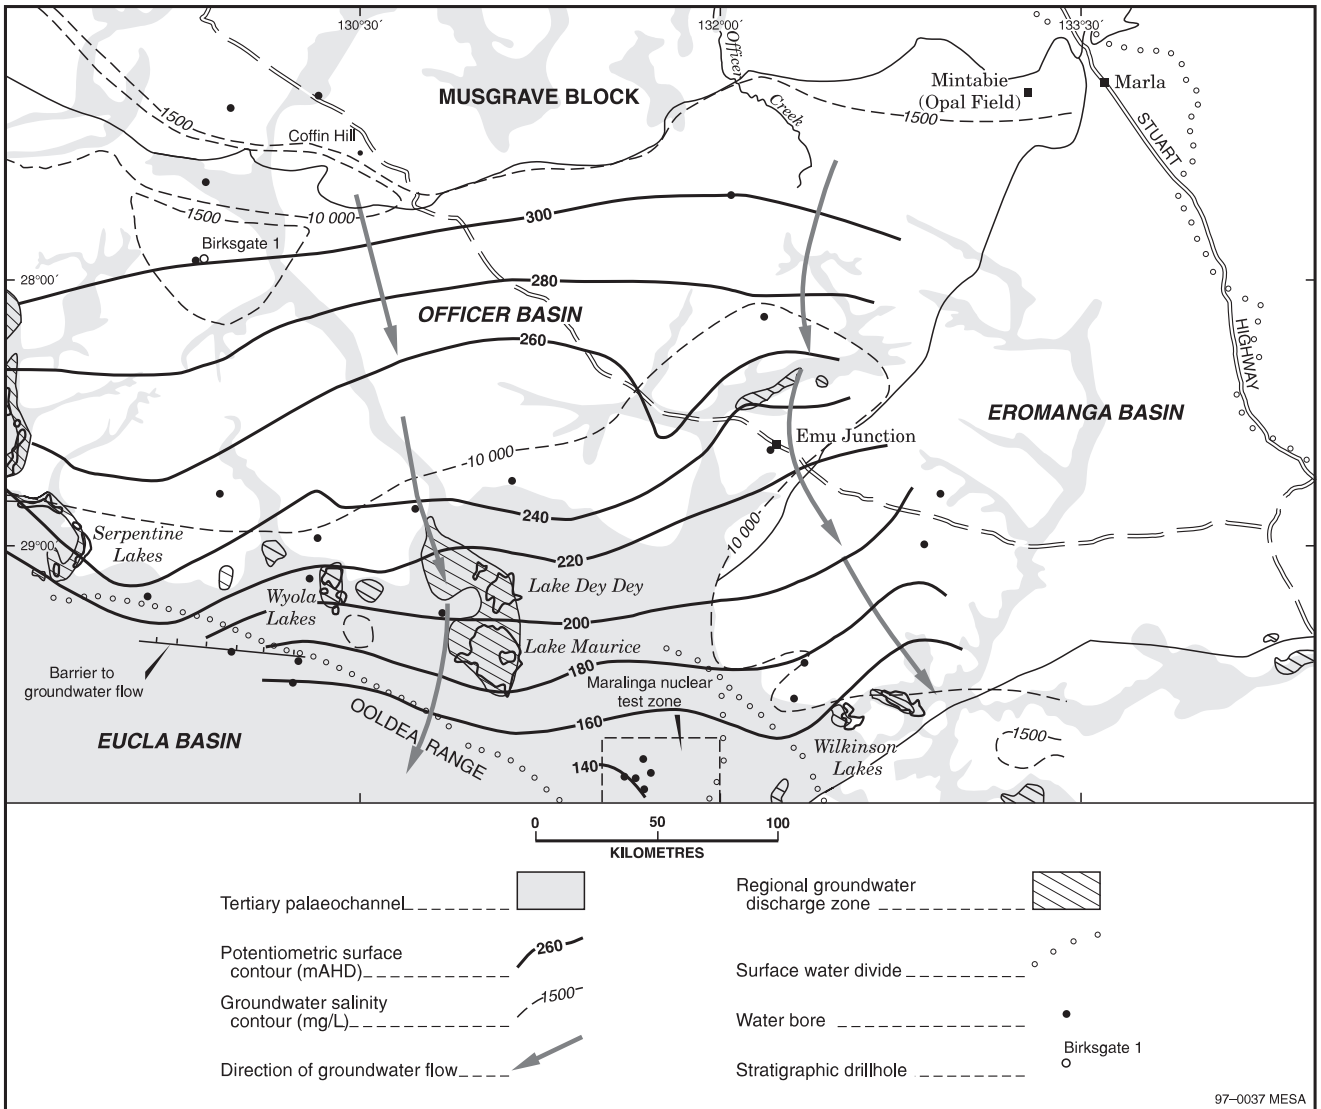 130°30´
132°00´
133°30´
Officer
Creek
MUSGRAVE BLOCK
Mintabie
(Opal Field)
Marla
1500
1500
STUART
HIGHWAY
Coffin Hill
1500
10 000
300
Birksgate 1
28°00´
280
OFFICER BASIN
260
EROMANGA BASIN
Emu Junction
10 000
240
10 000
Serpentine
Lakes
29°00´
220
Lake Dey Dey
Wyola
Lakes
200
Lake Maurice
180
Barrier to
groundwater flow
Maralinga nuclear
test zone
OOLDEA RANGE
160
EUCLA BASIN
140
Wilkinson
Lakes
1500
0
50
100
KILOMETRES
Tertiary palaeochannel
Regional groundwater
discharge zone
Potentiometric surface
contour (mAHD)
260
Surface water divide
Groundwater salinity
contour (mg/L)
1500
Water bore
Direction of groundwater flow
Stratigraphic drillhole
Birksgate 1
97–0037 MESA